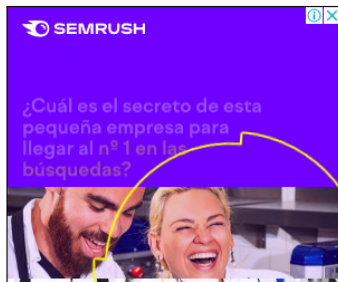 SEMRUSH
¿Cuál es el secreto de esta
pequeña empresa para
llegar al nº 1 en las
búsquedas?